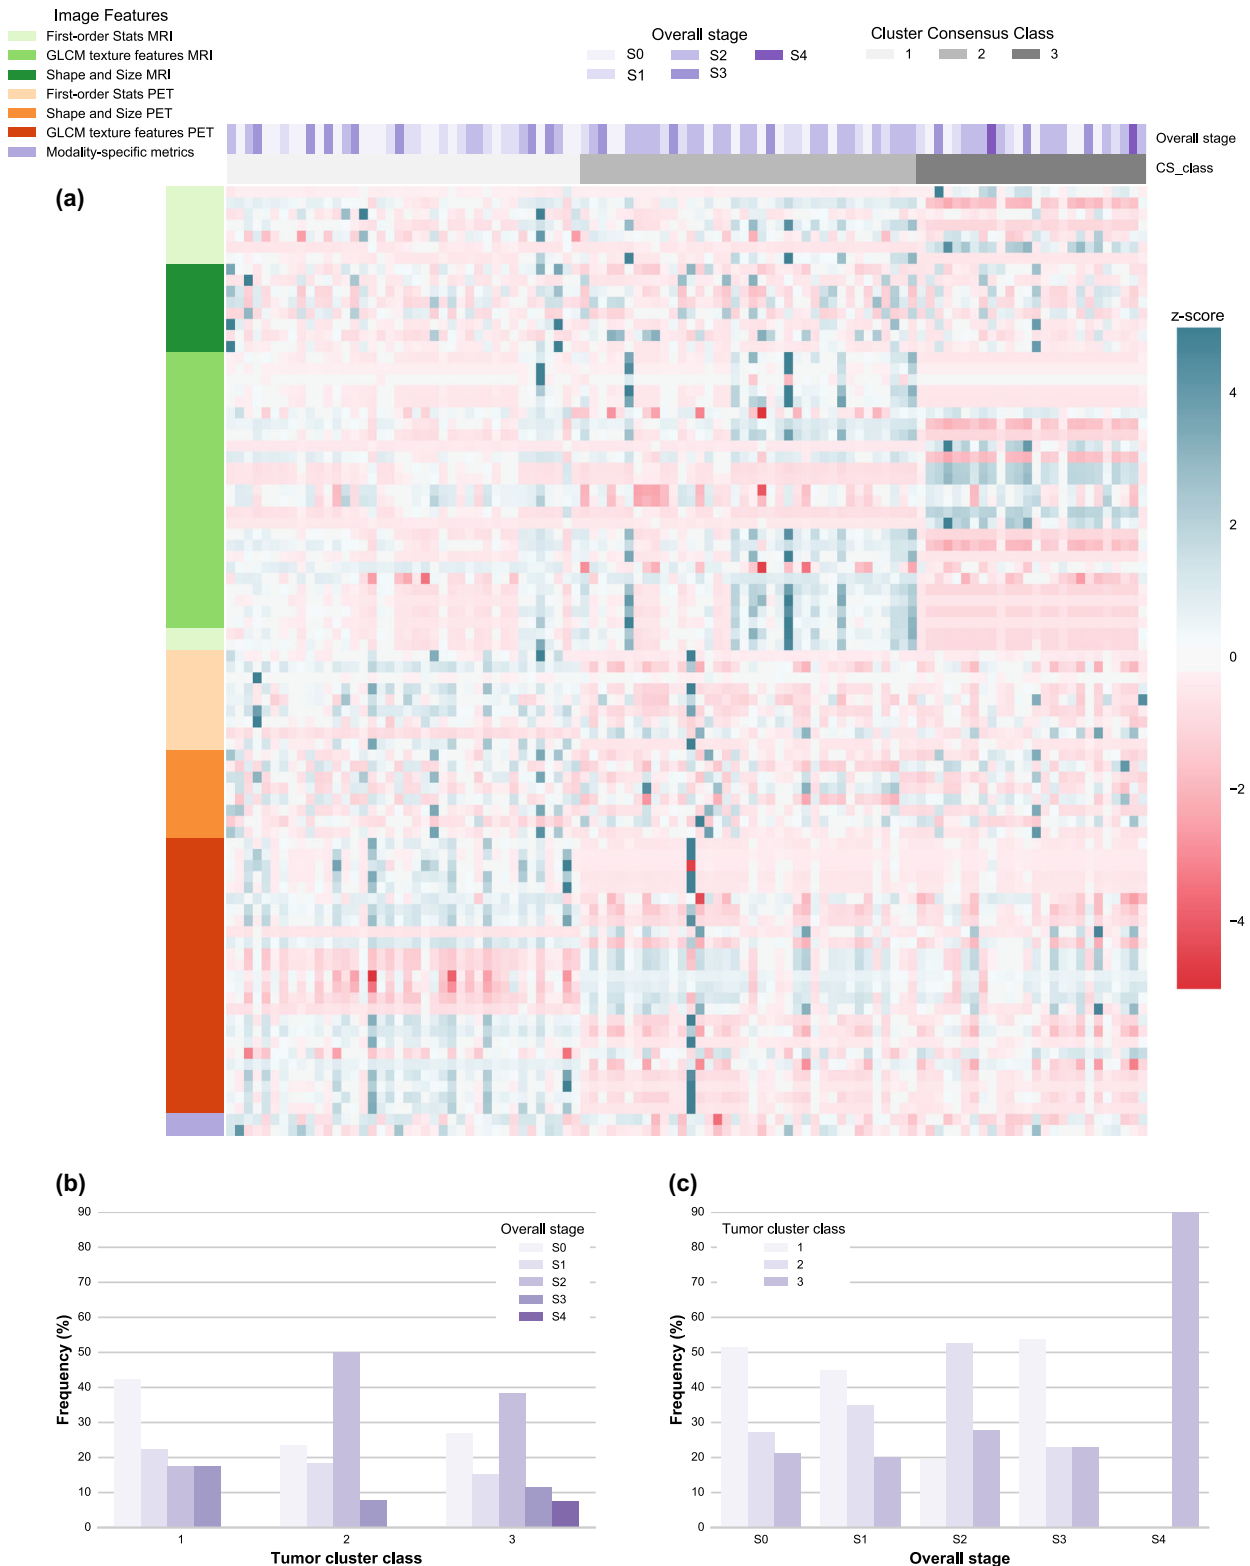 Image Features
First-order Stats MRI
GLCM texture features MRI
Shape and Size MRI
First-order Stats PET
Shape and Size PET
GLCM texture features PET
Modality-specific metrics
Overall stage
S0 S2 S4
S1 S3
Cluster Consensus Class
1 2 3
Overall stage
CS_class
(a)
z-score
4
2
0
−2
−4
(b)
Frequency (%)
90
80
70
60
50
40
30
20
10
0
Overall stage
S0
S1
S2
S3
S4
1 2 3
Tumor cluster class
(c)
Frequency (%)
90
80
70
60
50
40
30
20
10
0
Tumor cluster class
1
2
3
S0 S1 S2 S3 S4
Overall stage